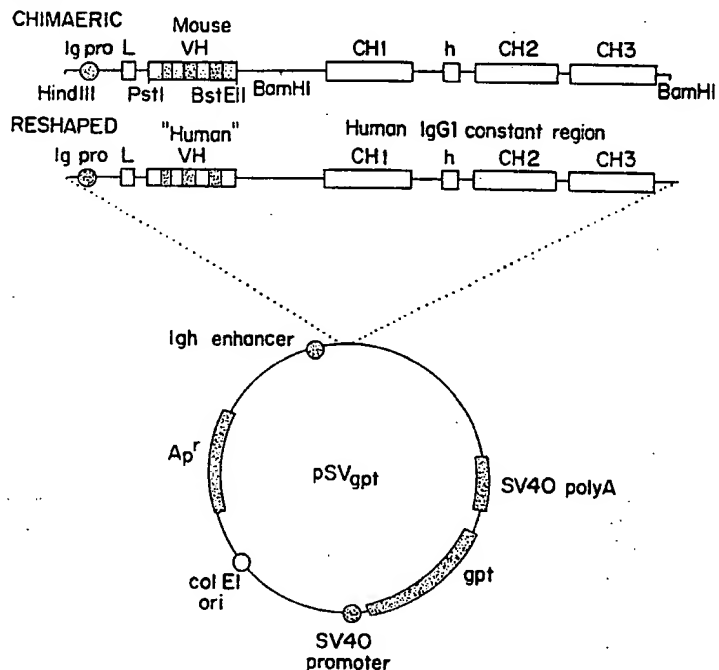 CHIMAERIC
Mouse
Ig pro L VH CH1 h CH2 CH3
HindIII PstI BstEII BamHI BamHI
RESHAPED "Human" Human IgG1 constant region
Ig pro L VH CH1 h CH2 CH3
Igh enhancer
Ap^r
pSVgpt
SV40 polyA
gpt
col EI
ori
SV40
promoter